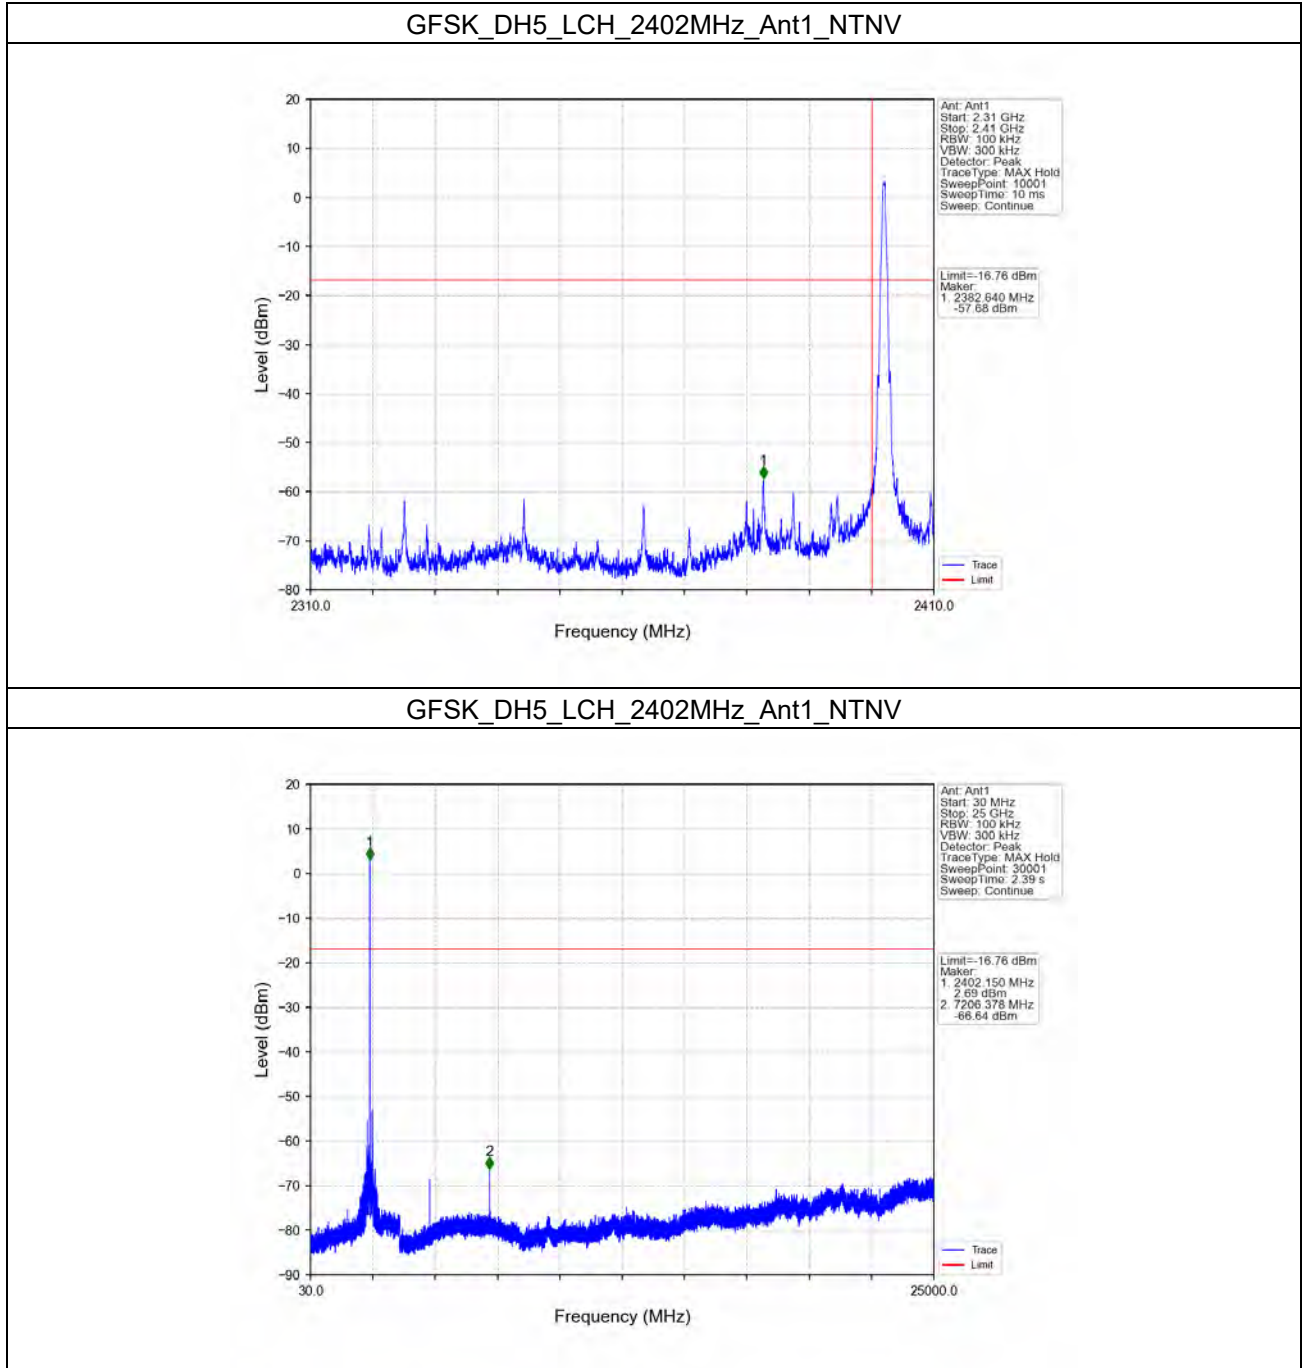 GFSK_DH5_LCH_2402MHz_Ant1_NTNV
20
10
0
−10
−20
−30
−40
−50
−60
−70
−80
Level (dBm)
1
2310.0
2410.0
Frequency (MHz)
Ant: Ant1
Start: 2.31 GHz
Stop: 2.41 GHz
RBW: 100 kHz
VBW: 300 kHz
Detector: Peak
TraceType: MAX Hold
SweepPoint: 10001
SweepTime: 10 ms
Sweep: Continue
Limit=-16.76 dBm
Maker:
1. 2382.640 MHz
-57.68 dBm
Trace
Limit
GFSK_DH5_LCH_2402MHz_Ant1_NTNV
20
10
0
−10
−20
−30
−40
−50
−60
−70
−80
−90
Level (dBm)
1
2
30.0
25000.0
Frequency (MHz)
Ant: Ant1
Start: 30 MHz
Stop: 25 GHz
RBW: 100 kHz
VBW: 300 kHz
Detector: Peak
TraceType: MAX Hold
SweepPoint: 30001
SweepTime: 2.39 s
Sweep: Continue
Limit=-16.76 dBm
Maker:
1. 2402.150 MHz
2.69 dBm
2. 7206.378 MHz
-66.64 dBm
Trace
Limit